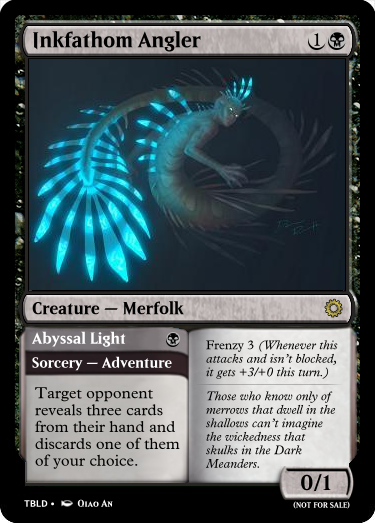 Inkfathom Angler 1
Creature — Merfolk
Abyssal Light
Sorcery — Adventure
Target opponent
reveals three cards
from their hand and
discards one of them
of your choice.
Frenzy 3 (Whenever this
attacks and isn't blocked,
it gets +3/+0 this turn.)
Those who know only of
merrows that dwell in the
shallows can't imagine
the wickedness that
skulks in the Dark
Meanders.
0/1
TBLD • Qiao An
(NOT FOR SALE)